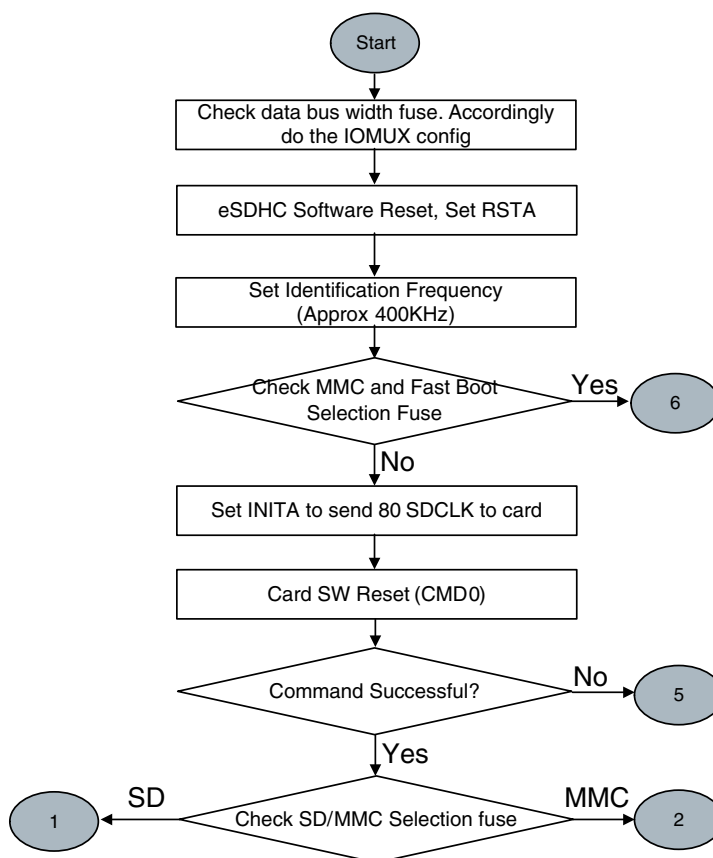 Start
Check data bus width fuse. Accordingly
do the IOMUX config
eSDHC Software Reset, Set RSTA
Set Identification Frequency
(Approx 400KHz)
Check MMC and Fast Boot
Selection Fuse
Yes
6
No
Set INITA to send 80 SDCLK to card
Card SW Reset (CMD0)
Command Successful?
No
5
Yes
SD
MMC
1
Check SD/MMC Selection fuse
2